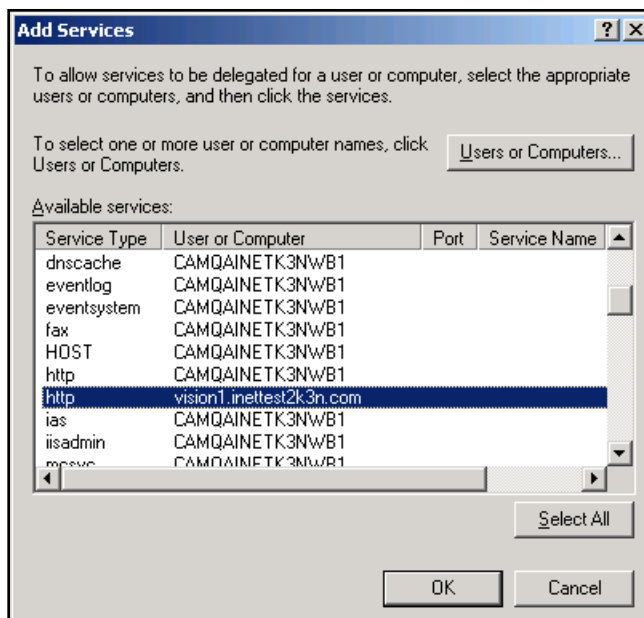 Add Services
To allow services to be delegated for a user or computer, select the appropriate
users or computers, and then click the services.
To select one or more user or computer names, click
Users or Computers.
Users or Computers...
Available services:
Service Type User or Computer Port Service Name
dnscache CAMQAINETK3NWB1
eventlog CAMQAINETK3NWB1
eventsystem CAMQAINETK3NWB1
fax CAMQAINETK3NWB1
HOST CAMQAINETK3NWB1
http CAMQAINETK3NWB1
http vision1.inettest2k3n.com
ias CAMQAINETK3NWB1
iisadmin CAMQAINETK3NWB1
mcsvc CAMQAINETK3NWB1
Select All
OK Cancel